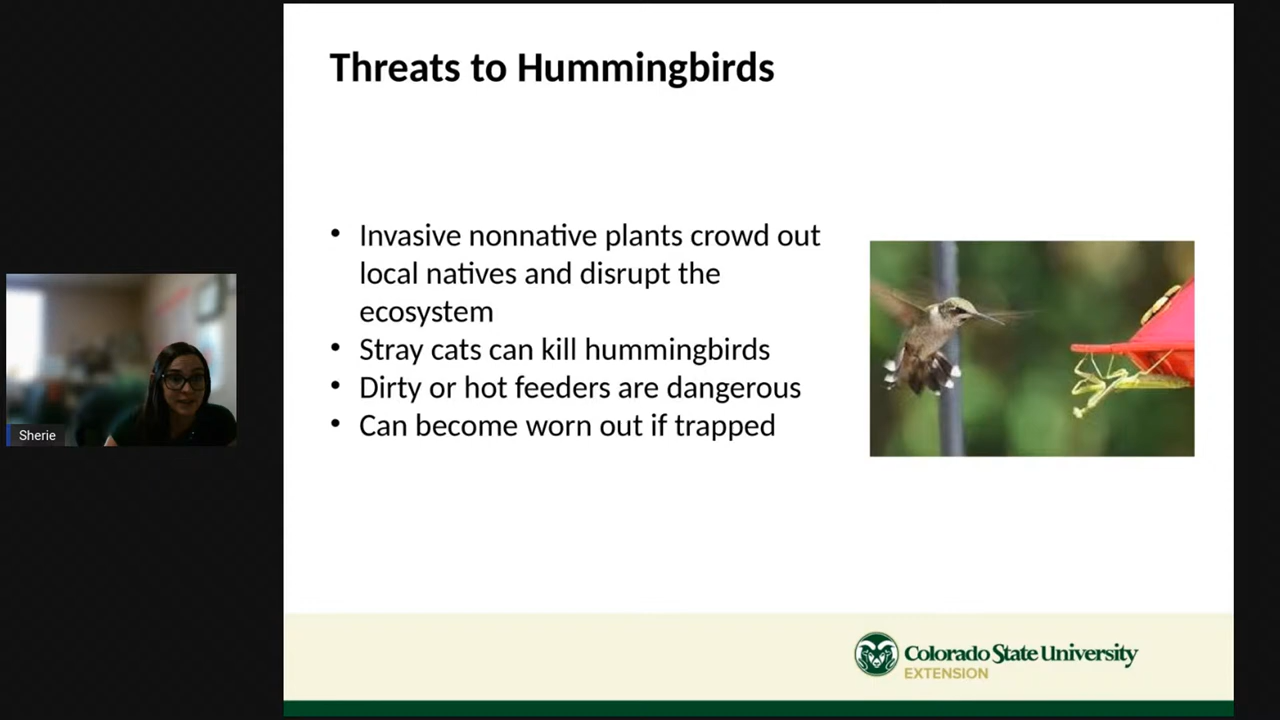 Threats to Hummingbirds
• Invasive nonnative plants crowd out
local natives and disrupt the
ecosystem
• Stray cats can kill hummingbirds
• Dirty or hot feeders are dangerous
• Can become worn out if trapped
Sherie
Colorado State University
EXTENSION